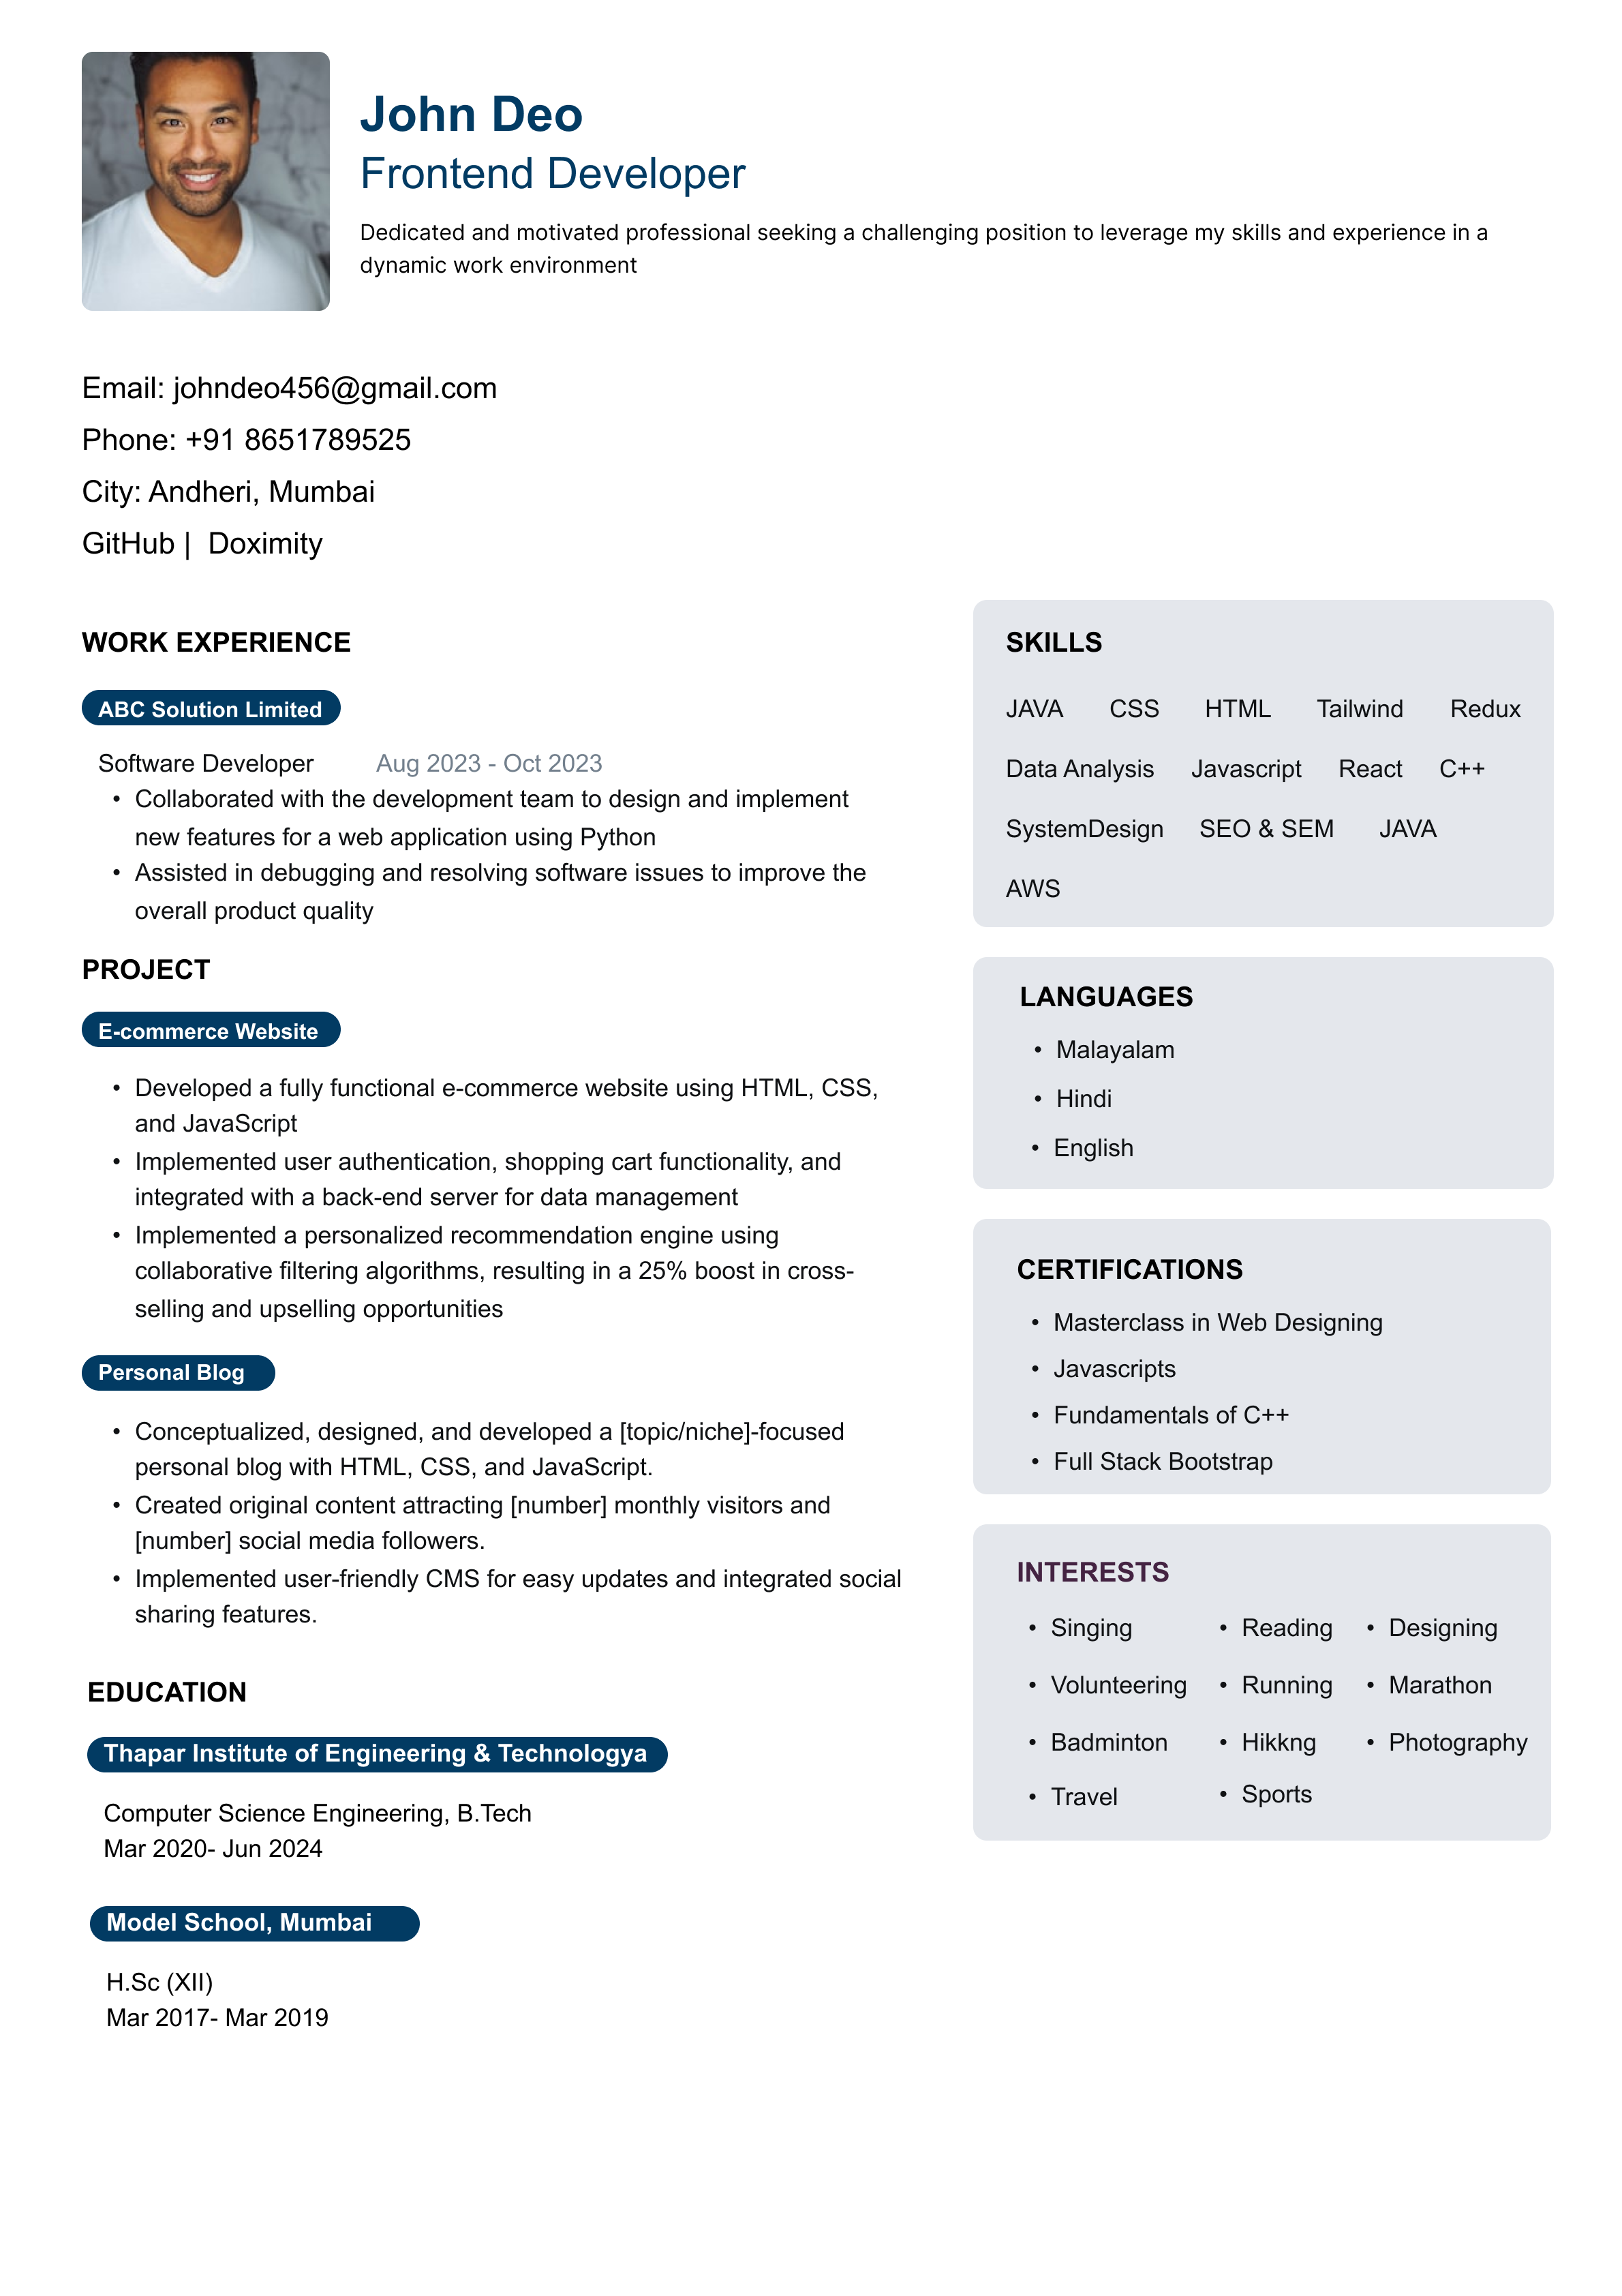 John Deo
Frontend Developer
Dedicated and motivated professional seeking a challenging position to leverage my skills and experience in a
dynamic work environment
Email: johndeo456@gmail.com
Phone: +91 8651789525
City: Andheri, Mumbai
GitHub |  Doximity
WORK EXPERIENCE
ABC Solution Limited
Software Developer Aug 2023 - Oct 2023
• Collaborated with the development team to design and implement
new features for a web application using Python
• Assisted in debugging and resolving software issues to improve the
overall product quality
PROJECT
E-commerce Website
• Developed a fully functional e-commerce website using HTML, CSS,
and JavaScript
• Implemented user authentication, shopping cart functionality, and
integrated with a back-end server for data management
• Implemented a personalized recommendation engine using
collaborative filtering algorithms, resulting in a 25% boost in cross-
selling and upselling opportunities
Personal Blog
• Conceptualized, designed, and developed a [topic/niche]-focused
personal blog with HTML, CSS, and JavaScript.
• Created original content attracting [number] monthly visitors and
[number] social media followers.
• Implemented user-friendly CMS for easy updates and integrated social
sharing features.
EDUCATION
Thapar Institute of Engineering & Technologya
Computer Science Engineering, B.Tech
Mar 2020- Jun 2024
Model School, Mumbai
H.Sc (XII)
Mar 2017- Mar 2019
SKILLS
JAVA CSS HTML Tailwind Redux
Data Analysis Javascript React C++
SystemDesign SEO & SEM JAVA
AWS
LANGUAGES
• Malayalam
• Hindi
• English
CERTIFICATIONS
• Masterclass in Web Designing
• Javascripts
• Fundamentals of C++
• Full Stack Bootstrap
INTERESTS
• Singing • Reading • Designing
• Volunteering • Running • Marathon
• Badminton • Hikkng • Photography
• Travel • Sports